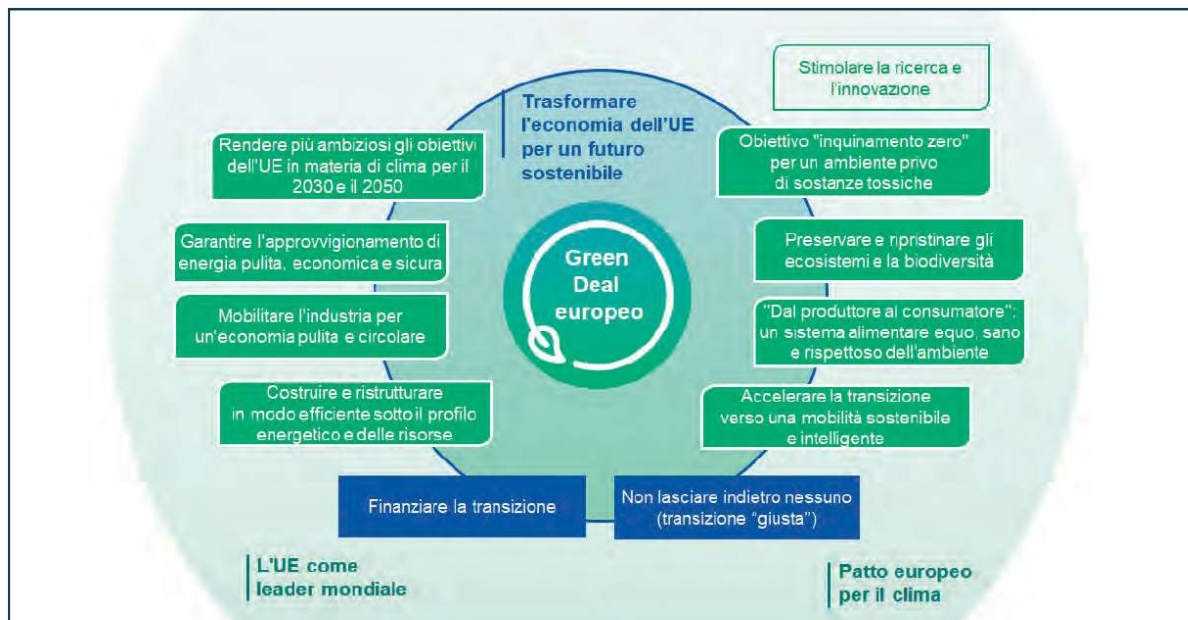 Stimolare la ricerca e
l'innovazione
Trasformare
l'economia dell'UE
per un futuro
sostenibile
Rendere più ambiziosi gli obiettivi
dell'UE in materia di clima per il
2030 e il 2050
Obiettivo "inquinamento zero"
per un ambiente privo
di sostanze tossiche
Garantire l'approvvigionamento di
energia pulita, economica e sicura
Green
Deal
europeo
Preservare e ripristinare gli
ecosistemi e la biodiversità
Mobilitare l'industria per
un'economia pulita e circolare
"Dal produttore al consumatore":
un sistema alimentare equo, sano
e rispettoso dell'ambiente
Costruire e ristrutturare
in modo efficiente sotto il profilo
energetico e delle risorse
Accelerare la transizione
verso una mobilità sostenibile
e intelligente
Finanziare la transizione
Non lasciare indietro nessuno
(transizione "giusta")
L'UE come
leader mondiale
Patto europeo
per il clima